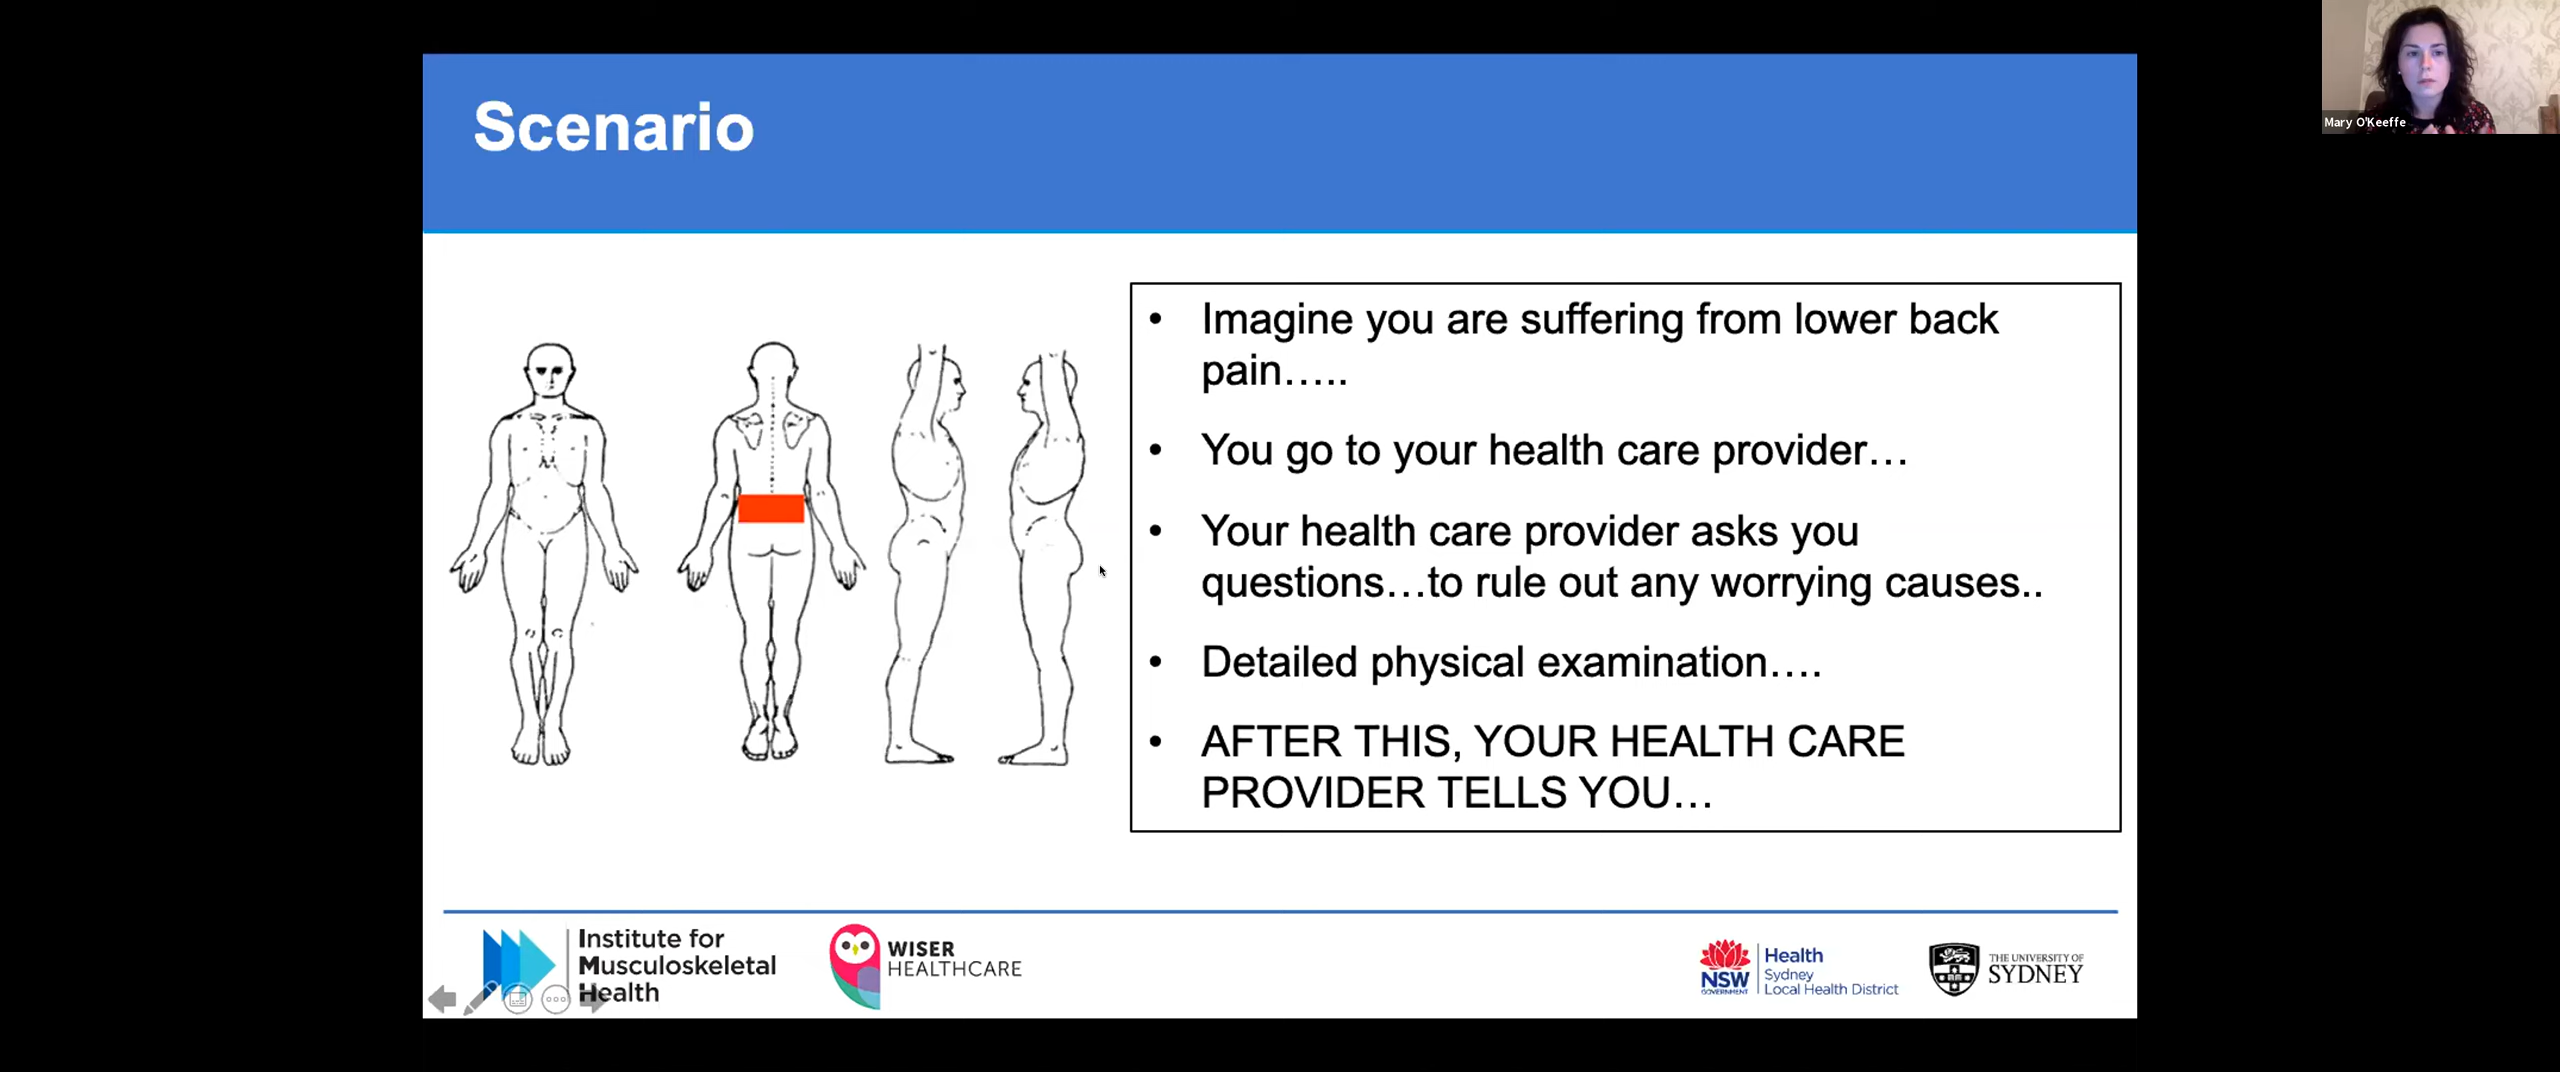 Scenario
Mary O'Keeffe
• Imagine you are suffering from lower back
pain…..
• You go to your health care provider…
• Your health care provider asks you
questions…to rule out any worrying causes..
• Detailed physical examination….
• AFTER THIS, YOUR HEALTH CARE
PROVIDER TELLS YOU…
Institute for
Musculoskeletal
Health
WISER
HEALTHCARE
NSW
GOVERNMENT
Health
Sydney
Local Health District
THE UNIVERSITY OF
SYDNEY